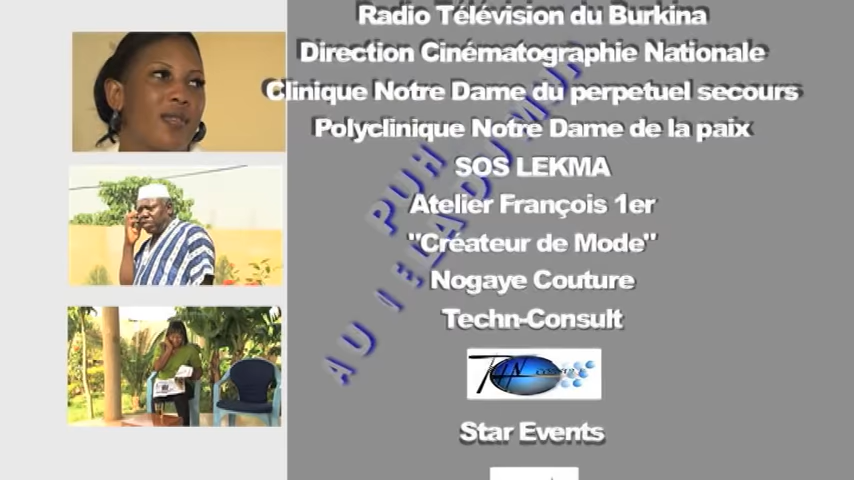 Radio Télévision du Burkina
Direction Cinématographie Nationale
Clinique Notre Dame du perpetuel secours
Polyclinique Notre Dame de la paix
SOS LEKMA
Atelier François 1er
"Créateur de Mode"
Nogaye Couture
Techn-Consult
Star Events